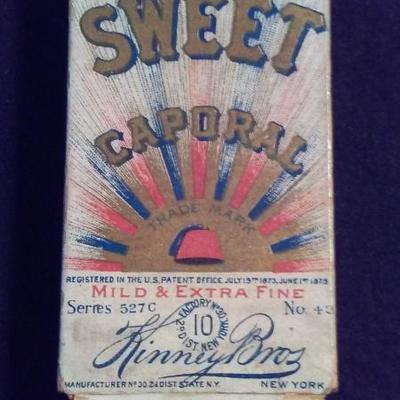 SWEET
CAPORAL
TRADE MARK
REGISTERED IN THE U.S. PATENT OFFICE JULY 15TH 1873, JUNE 1ST 1875
MILD & EXTRA FINE
Series 527C
FACTORY No 30
10
2D DIST. NEW YORK
No. 43
Kinney Bros
MANUFACTURER No 30. 2d DIST STATE N.Y.
NEW YORK